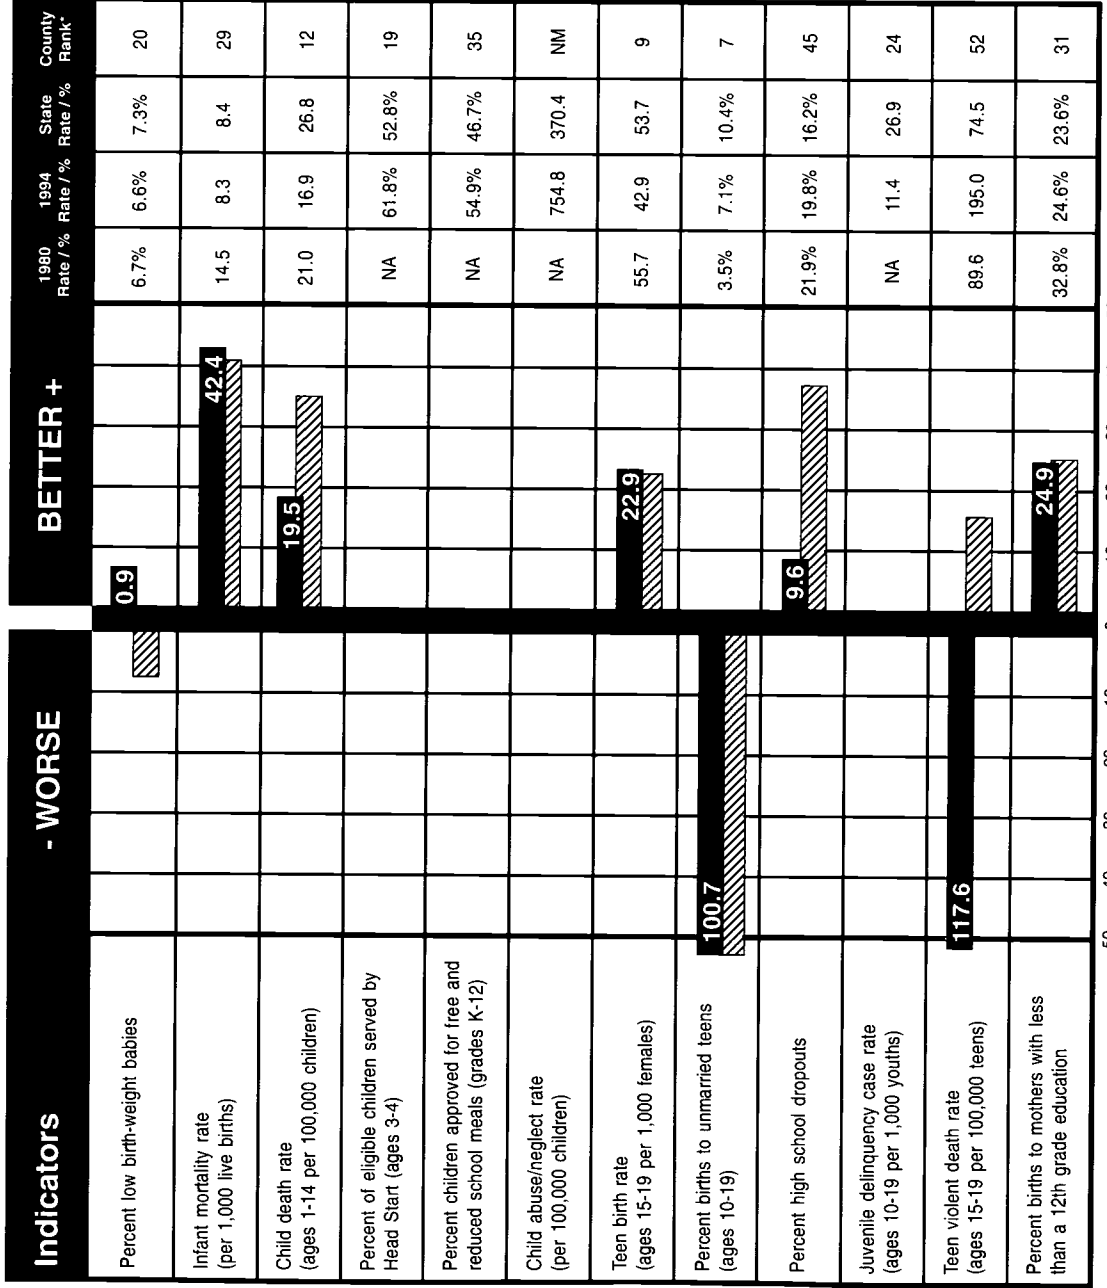 Indicators
- WORSE
BETTER +
1980
Rate / %
1994
Rate / %
State
Rate / %
County
Rank*
Percent low birth-weight babies
0.9
6.7%
6.6%
7.3%
20
Infant mortality rate
(per 1,000 live births)
42.4
14.5
8.3
8.4
29
Child death rate
(ages 1-14 per 100,000 children)
19.5
21.0
16.9
26.8
12
Percent of eligible children served by
Head Start (ages 3-4)
NA
61.8%
52.8%
19
Percent children approved for free and
reduced school meals (grades K-12)
NA
54.9%
46.7%
35
Child abuse/neglect rate
(per 100,000 children)
NA
754.8
370.4
NM
Teen birth rate
(ages 15-19 per 1,000 females)
22.9
55.7
42.9
53.7
9
Percent births to unmarried teens
(ages 10-19)
100.7
3.5%
7.1%
10.4%
7
Percent high school dropouts
9.6
21.9%
19.8%
16.2%
45
Juvenile delinquency case rate
(ages 10-19 per 1,000 youths)
NA
11.4
26.9
24
Teen violent death rate
(ages 15-19 per 100,000 teens)
117.6
89.6
195.0
74.5
52
Percent births to mothers with less
than a 12th grade education
24.9
32.8%
24.6%
23.6%
31